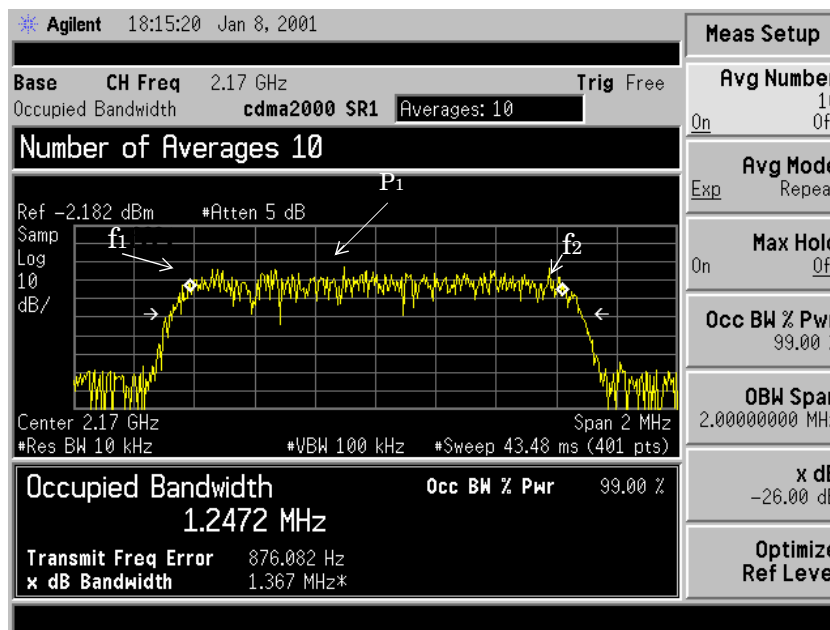 Agilent 18:15:20 Jan 8, 2001
Meas Setup
Base CH Freq 2.17 GHz Trig Free
Occupied Bandwidth cdma2000 SR1 Averages: 10
Number of Averages 10
Ref -2.182 dBm #Atten 5 dB
P1
Samp
Log
10
dB/
f1
f2
Center 2.17 GHz Span 2 MHz
#Res BW 10 kHz #VBW 100 kHz #Sweep 43.48 ms (401 pts)
Occupied Bandwidth Occ BW % Pwr 99.00 %
1.2472 MHz
Transmit Freq Error 876.082 Hz
x dB Bandwidth 1.367 MHz*
Avg Number
On
Avg Mode
Exp Repea
Max Hold
On Of
Occ BW % Pwr
99.00
OBW Span
2.00000000 MH
x dB
-26.00 d
Optimize
Ref Leve